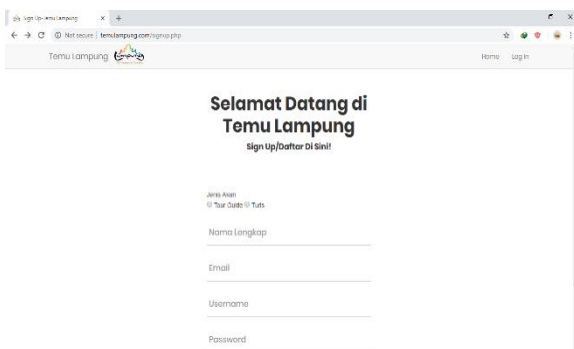 Sign Up-Temu Lampung
Not secure | temulampung.com/signup.php
Temu Lampung Lampung
Home Log In
Selamat Datang di
Temu Lampung
Sign Up/Daftar Di Sini!
Jenis Akun
Tour Guide Turis
Nama Lengkap
Email
Username
Password